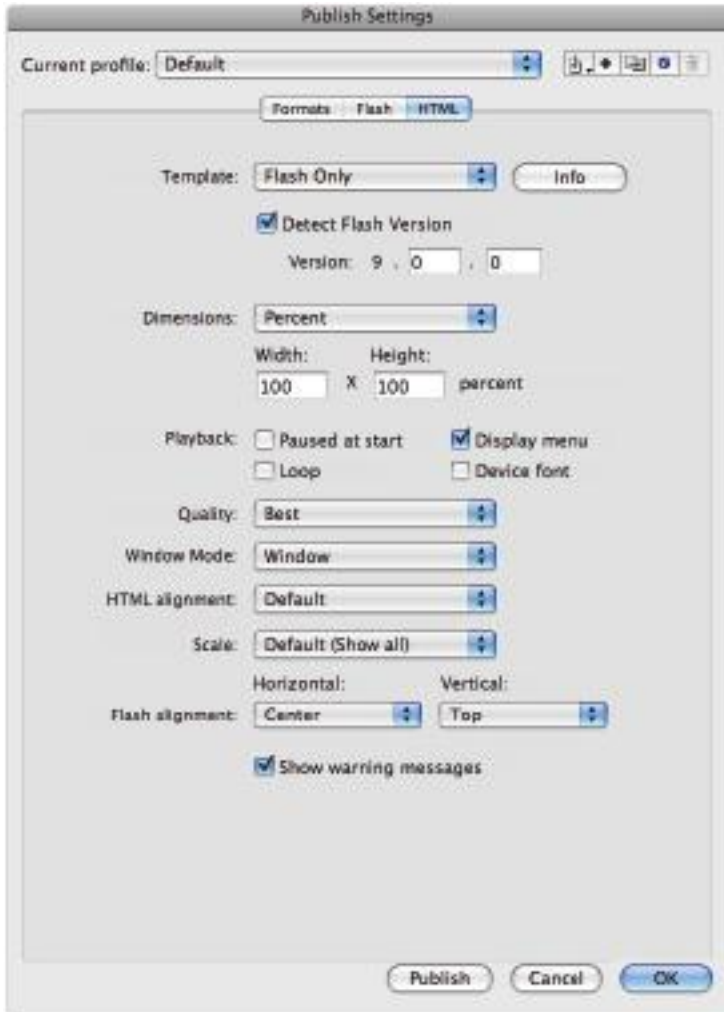 Publish Settings
Current profile: Default
Formats Flash HTML
Template: Flash Only Info
Detect Flash Version
Version: 9 . 0 . 0
Dimensions: Percent
Width: Height:
100 X 100 percent
Playback: Paused at start Display menu
Loop Device font
Quality: Best
Window Mode: Window
HTML alignment: Default
Scale: Default (Show all)
Horizontal: Vertical:
Flash alignment: Center Top
Show warning messages
Publish Cancel OK